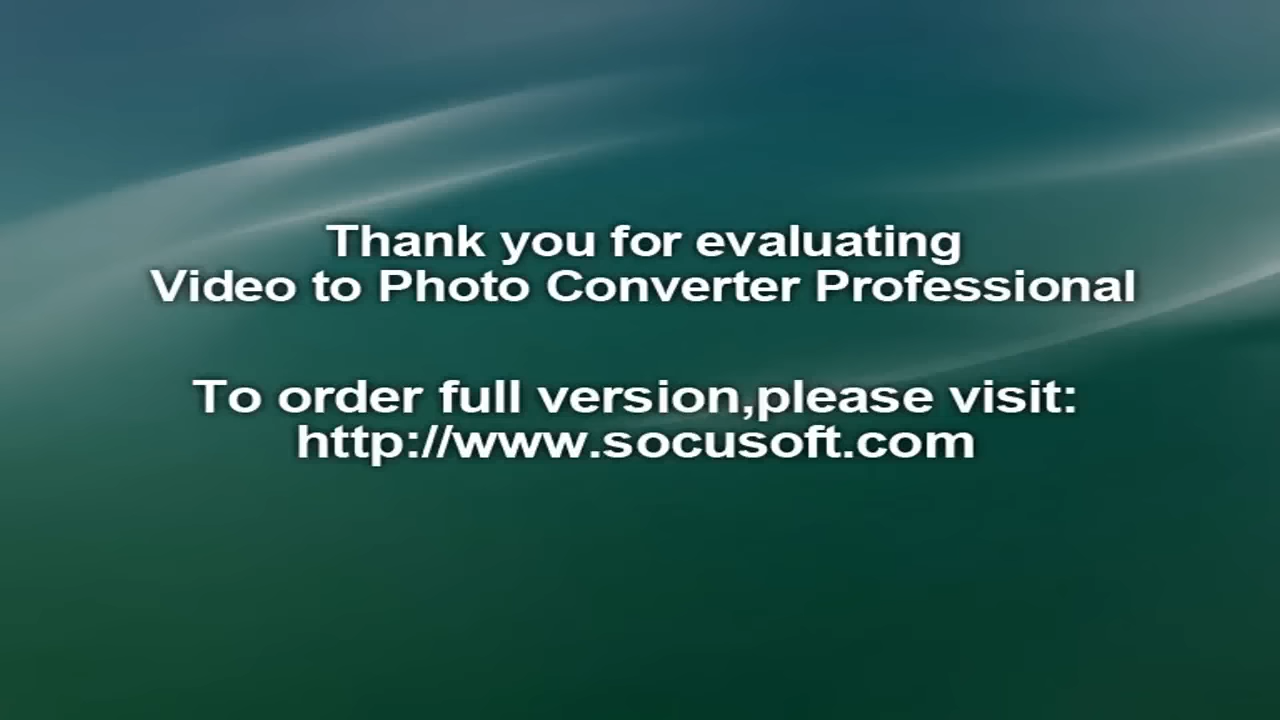 Thank you for evaluating
Video to Photo Converter Professional
To order full version,please visit:
http://www.socusoft.com